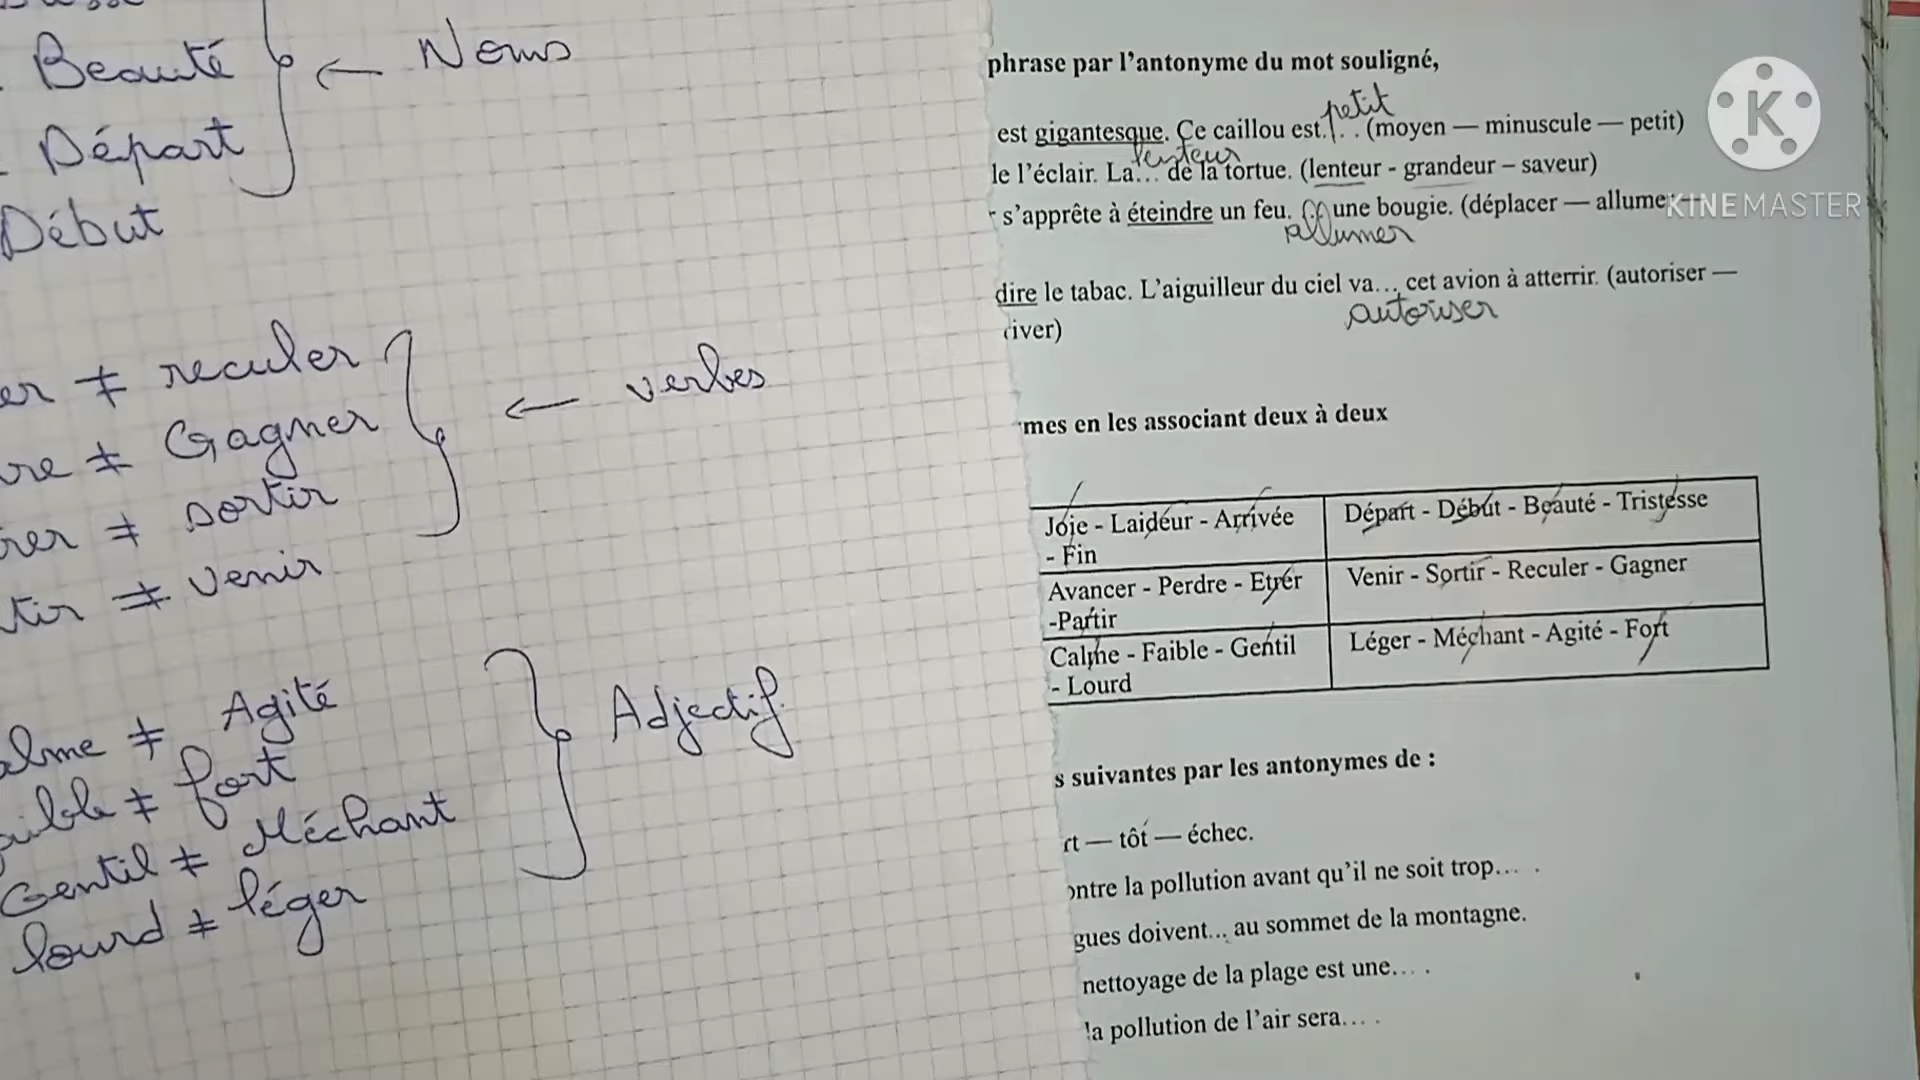 Beauté
← Noms
Départ
Début
er ≠ reculer
re ≠ Gagner
← verbes
rer ≠ sortir
tir ≠ venir
alme ≠ Agité
aible ≠ fort
Gentil ≠ Méchant
lourd ≠ léger
Adjectif
phrase par l'antonyme du mot souligné,
petit
est gigantesque. Ce caillou est... (moyen — minuscule — petit)
lenteur
le l'éclair. La... de la tortue. (lenteur - grandeur – saveur)
s'apprête à éteindre un feu. ... une bougie. (déplacer — allume
allumer
dire le tabac. L'aiguilleur du ciel va... cet avion à atterrir. (autoriser —
autoriser
iver)
mes en les associant deux à deux
Joie - Laideur - Arrivée
- Fin
Départ - Début - Beauté - Tristesse
Avancer - Perdre - Etrer
-Partir
Venir - Sortir - Reculer - Gagner
Calme - Faible - Gentil
- Lourd
Léger - Méchant - Agité - Fort
s suivantes par les antonymes de :
rt — tôt — échec.
ontre la pollution avant qu'il ne soit trop... .
gues doivent... au sommet de la montagne.
nettoyage de la plage est une... .
la pollution de l'air sera... .
K
KINEMASTER